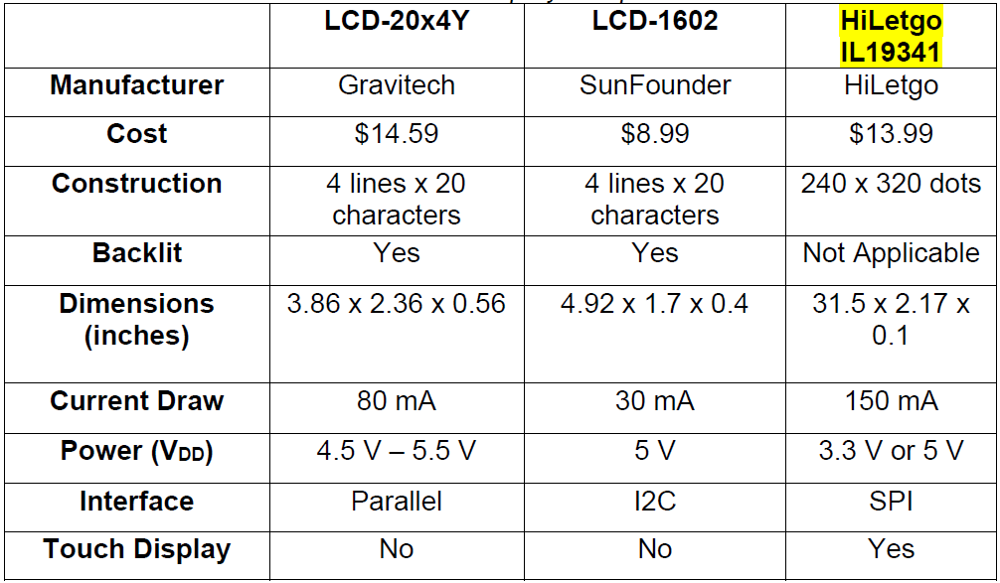 LCD-20x4Y LCD-1602 HiLetgo
IL19341
Manufacturer Gravitech SunFounder HiLetgo
Cost $14.59 $8.99 $13.99
Construction 4 lines x 20 4 lines x 20 240 x 320 dots
characters characters
Backlit Yes Yes Not Applicable
Dimensions 3.86 x 2.36 x 0.56 4.92 x 1.7 x 0.4 31.5 x 2.17 x
(inches) 0.1
Current Draw 80 mA 30 mA 150 mA
Power (VDD) 4.5 V – 5.5 V 5 V 3.3 V or 5 V
Interface Parallel I2C SPI
Touch Display No No Yes